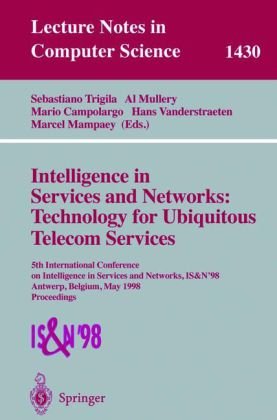 Lecture Notes in
Computer Science 1430
Sebastiano Trigila Al Mullery
Mario Campolargo Hans Vanderstraeten
Marcel Mampaey (Eds.)
Intelligence in
Services and Networks:
Technology for Ubiquitous
Telecom Services
5th International Conference
on Intelligence in Services and Networks, IS&N'98
Antwerp, Belgium, May 1998
Proceedings
IS&N'98
Springer